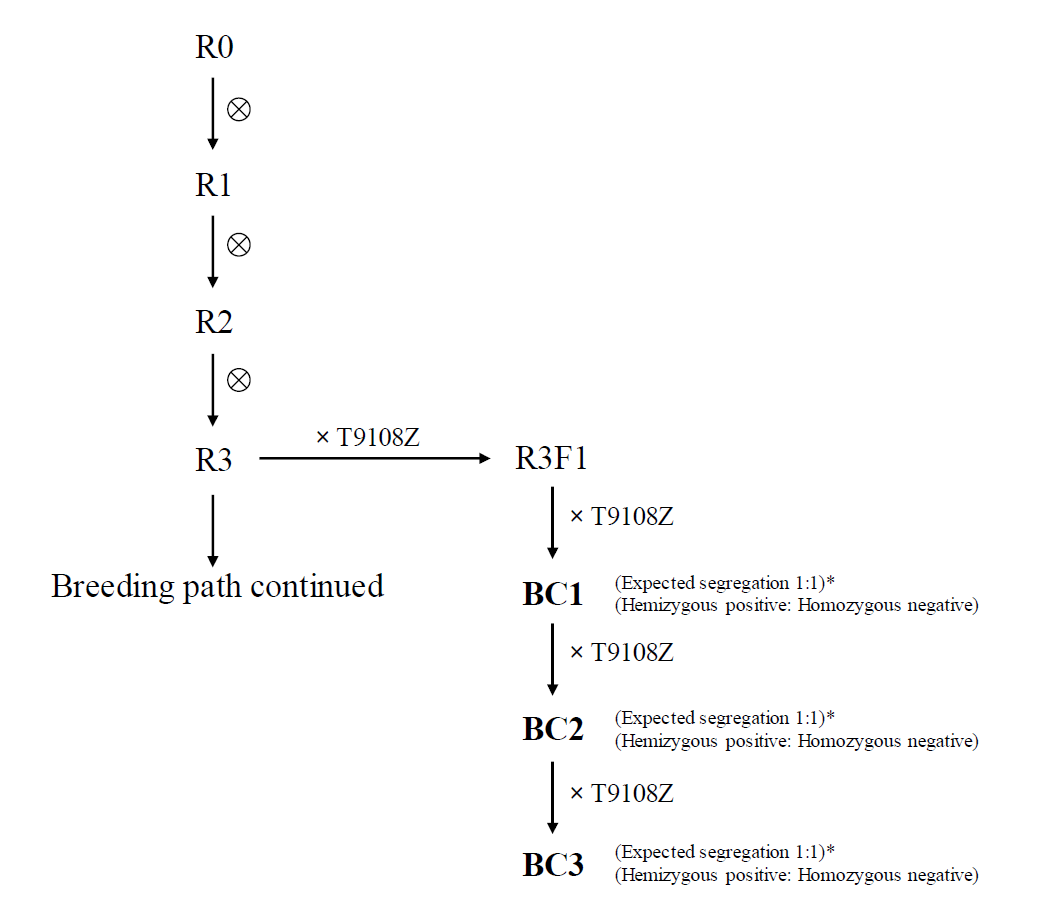 R0
⊗
R1
⊗
R2
⊗
R3
× T9108Z
R3F1
× T9108Z
Breeding path continued
BC1
(Expected segregation 1:1)*
(Hemizygous positive: Homozygous negative)
× T9108Z
BC2
(Expected segregation 1:1)*
(Hemizygous positive: Homozygous negative)
× T9108Z
BC3
(Expected segregation 1:1)*
(Hemizygous positive: Homozygous negative)